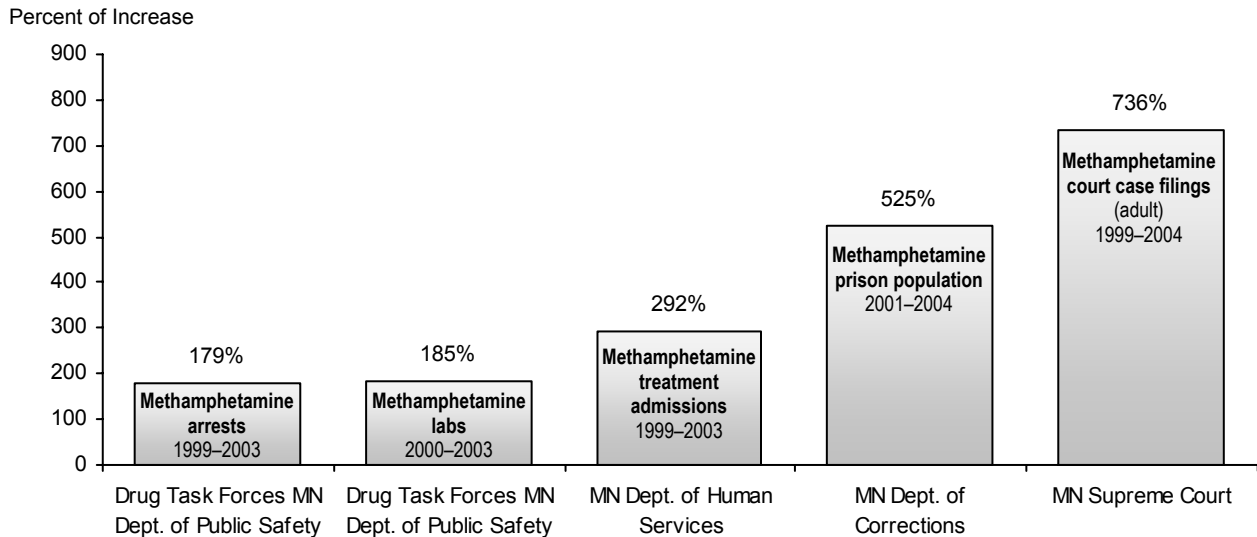 Percent of Increase
900
800
700
600
500
400
300
200
100
0
179%
Methamphetamine
arrests
1999–2003
185%
Methamphetamine
labs
2000–2003
292%
Methamphetamine
treatment
admissions
1999–2003
525%
Methamphetamine
prison population
2001–2004
736%
Methamphetamine
court case filings
(adult)
1999–2004
Drug Task Forces MN
Dept. of Public Safety
Drug Task Forces MN
Dept. of Public Safety
MN Dept. of Human
Services
MN Dept. of
Corrections
MN Supreme Court